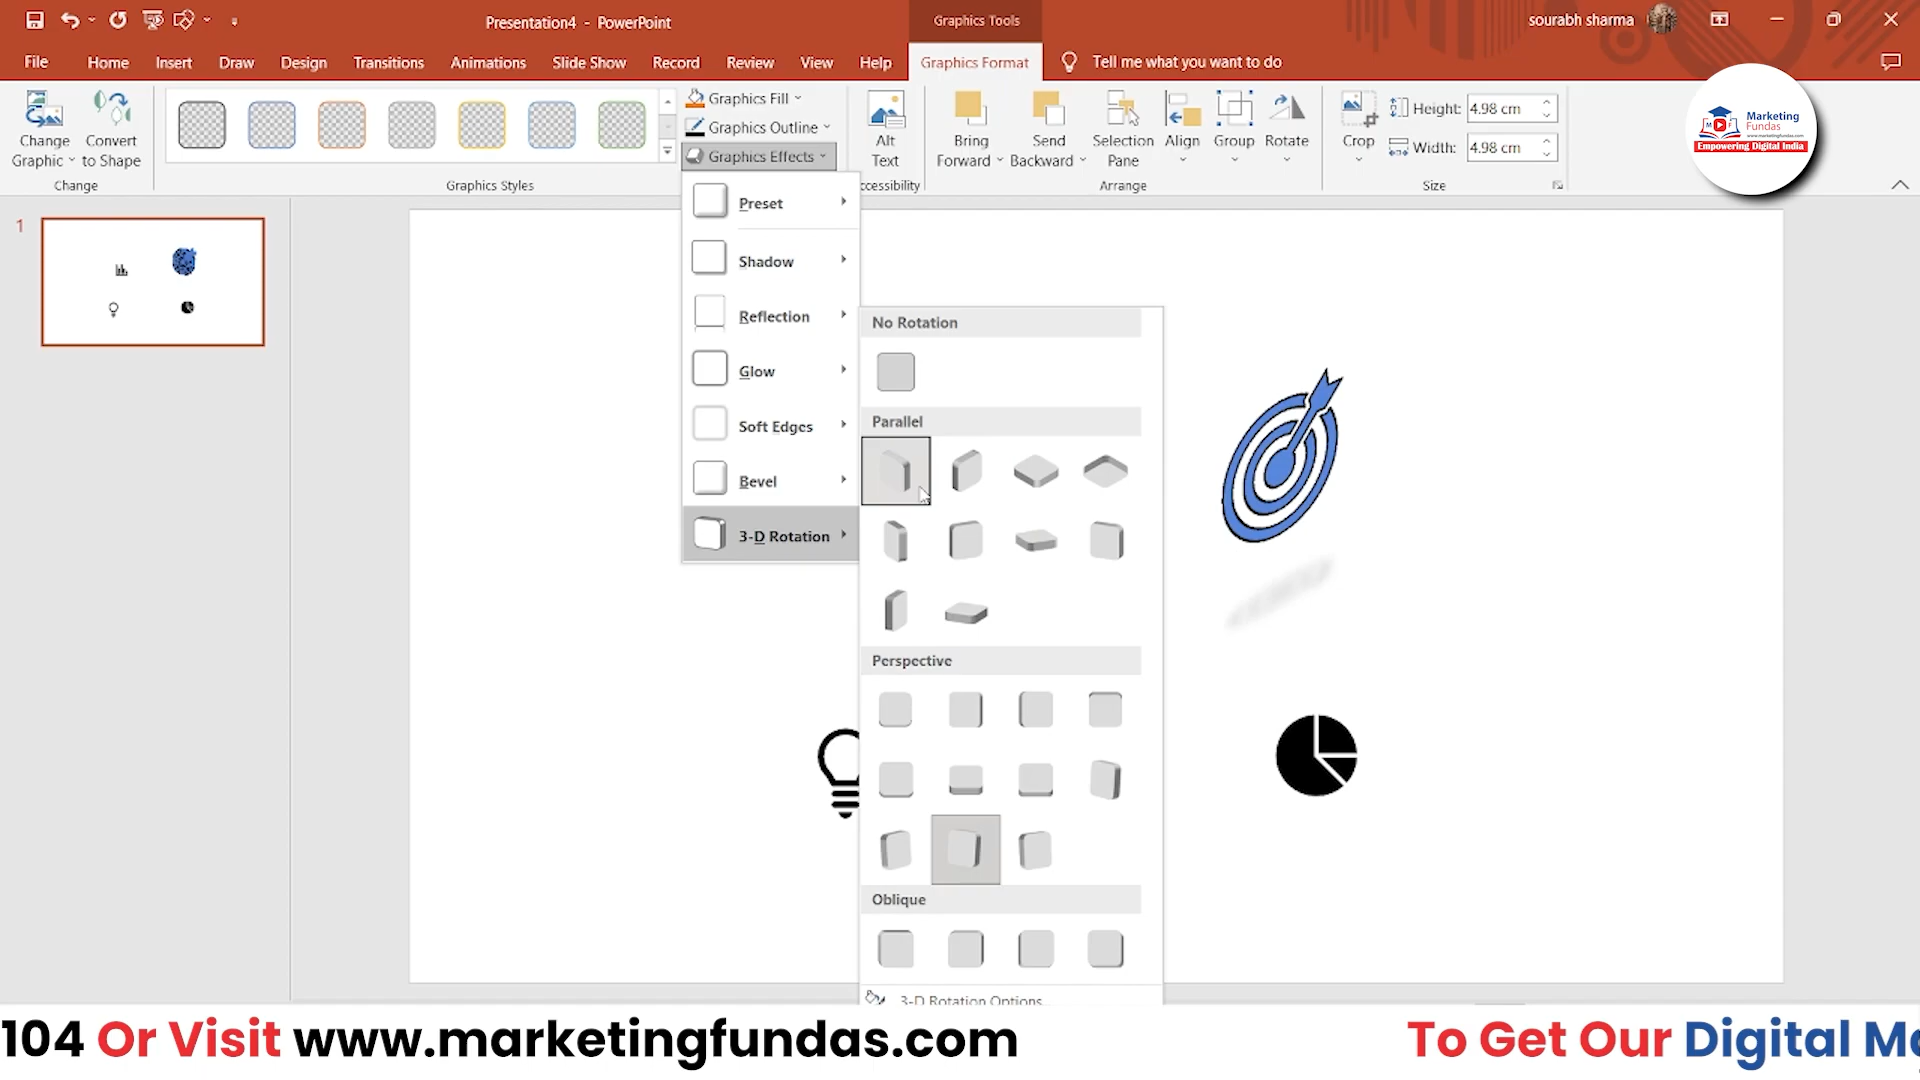 Presentation4 - PowerPoint
Graphics Tools
sourabh sharma
File
Home
Insert
Draw
Design
Transitions
Animations
Slide Show
Record
Review
View
Help
Graphics Format
Tell me what you want to do
Change
Graphic
Convert
to Shape
Change
Graphics Styles
Graphics Fill
Graphics Outline
Graphics Effects
Alt
Text
ccessibility
Bring
Forward
Send
Backward
Selection
Pane
Align
Group
Rotate
Arrange
Crop
Height:
4.98 cm
Width:
4.98 cm
Size
MF
Marketing
Fundas
www.marketingfundas.com
Empowering Digital India
1
Preset
Shadow
Reflection
Glow
Soft Edges
Bevel
3-D Rotation
No Rotation
Parallel
Perspective
Oblique
3-D Rotation Options...
104 Or Visit www.marketingfundas.com
To Get Our Digital Ma